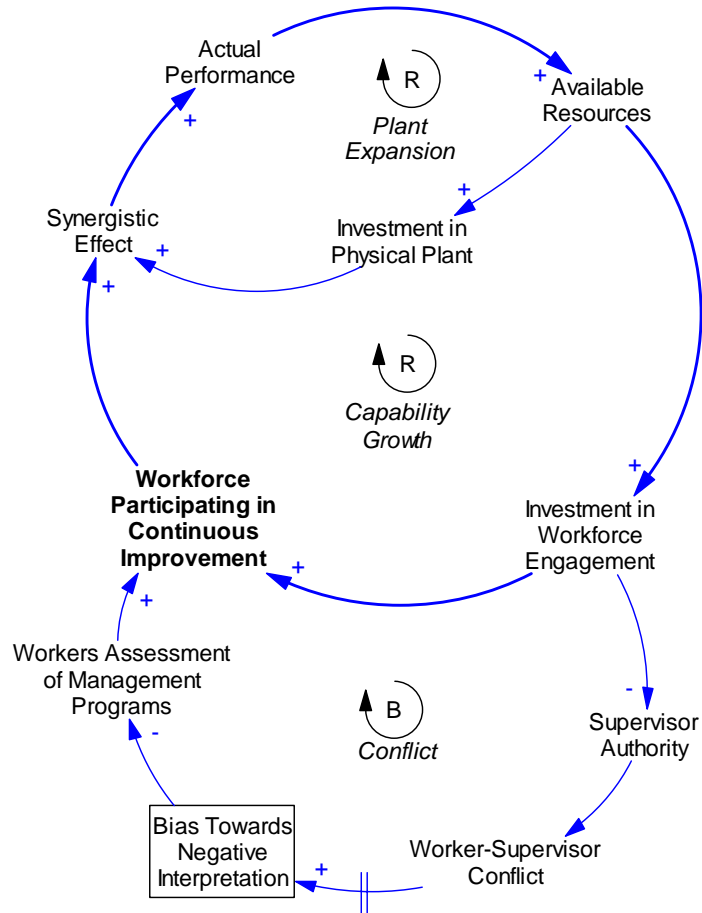 Actual
Performance
+
R
Plant
Expansion
+
Available
Resources
+
+
Investment in
Physical Plant
Synergistic
Effect
+
+
R
Capability
Growth
Workforce
Participating in
Continuous
Improvement
+
+
Investment in
Workforce
Engagement
+
Workers Assessment
of Management
Programs
-
B
Conflict
-
Supervisor
Authority
Bias Towards
Negative
Interpretation
+
Worker-Supervisor
Conflict